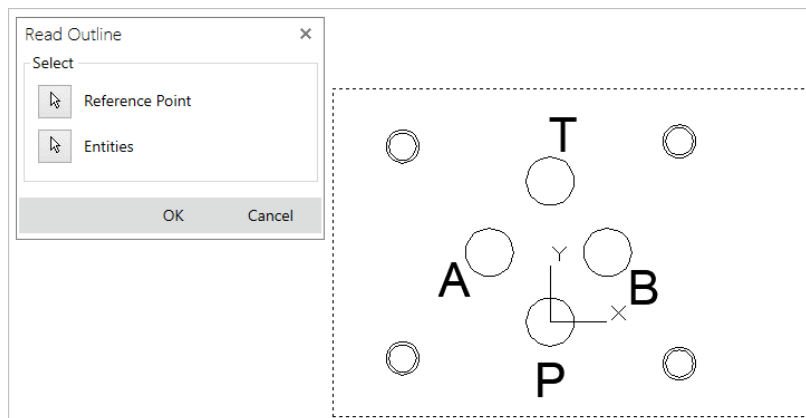 Read Outline
Select
Reference Point
Entities
OK Cancel
T
A
Y
B
X
P